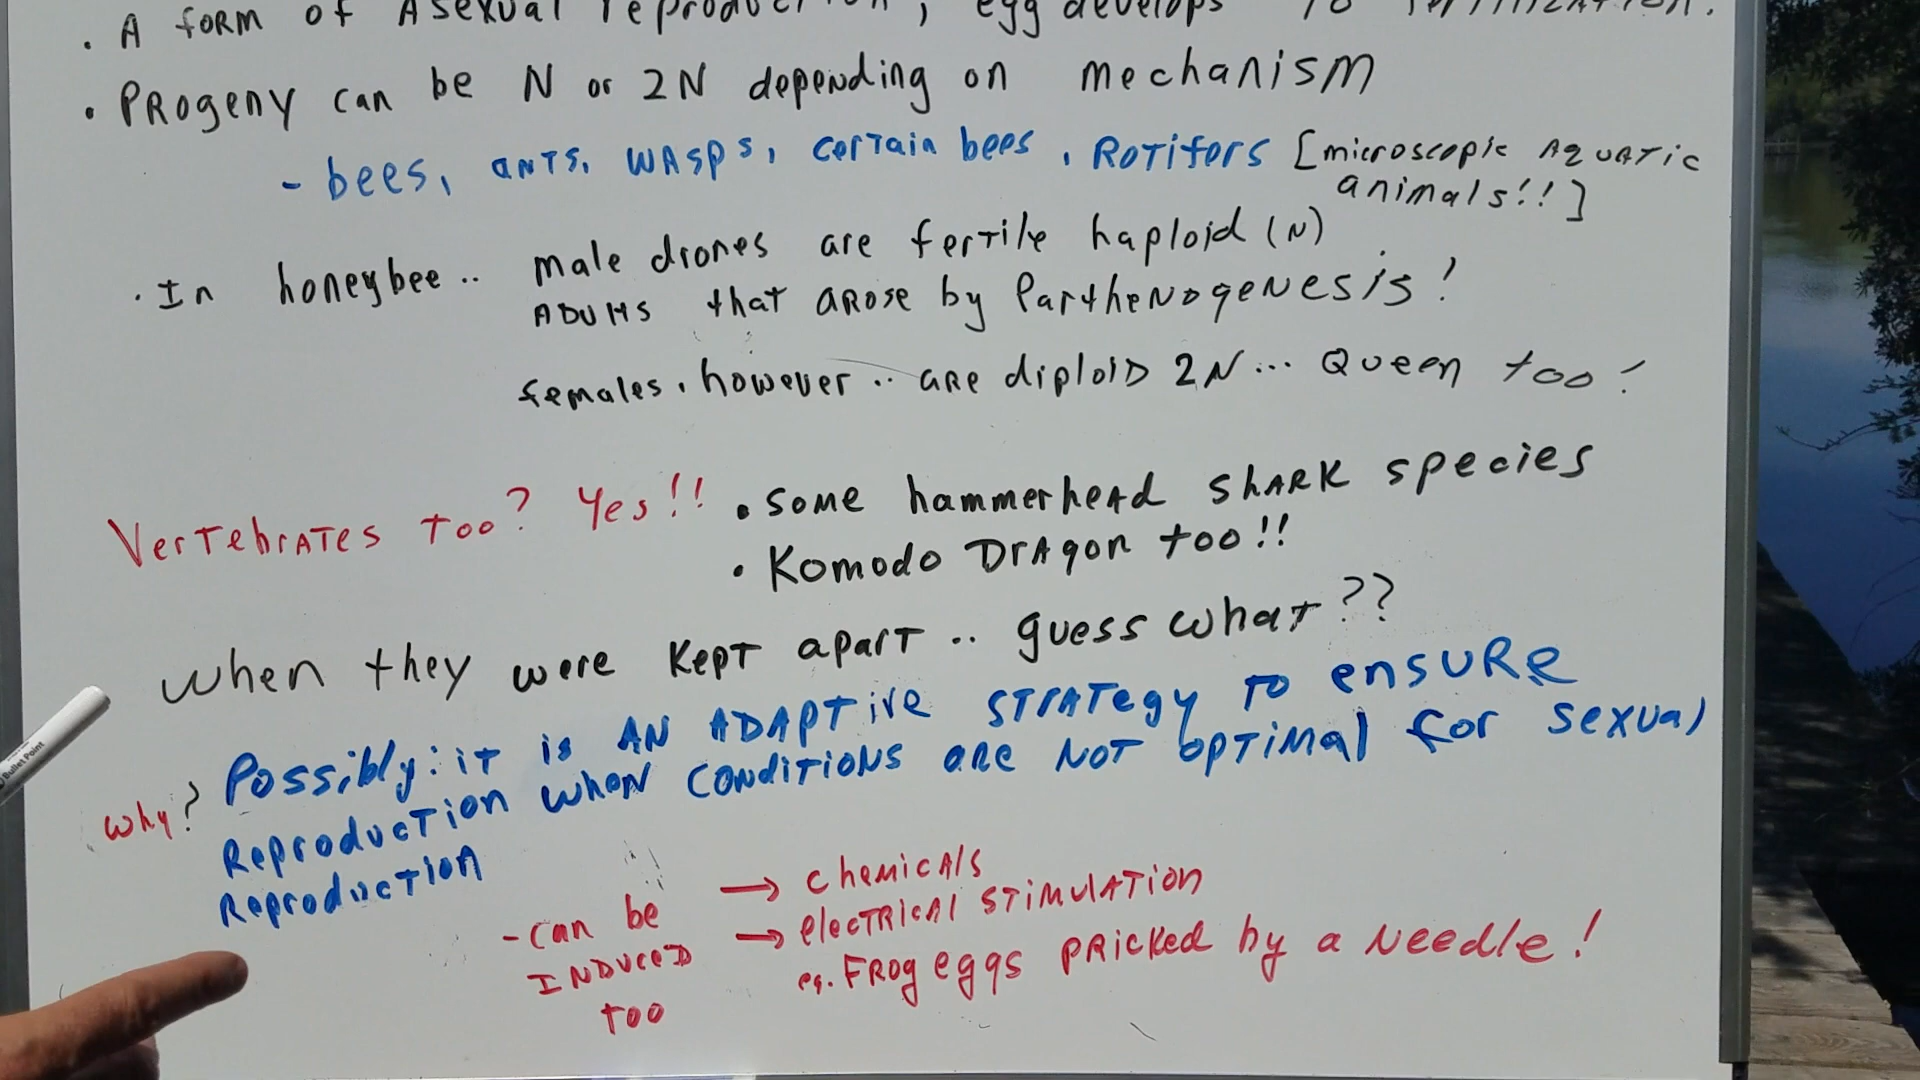 • A form of Asexual reproduction, egg develops
• Progeny can be N or 2N depending on mechanism
- bees, ants, wasps, certain bees, Rotifers [microscopic aquatic
animals!!]
• In honeybee .. male drones are fertile haploid (N)
Adults that arose by Parthenogenesis!
females, however .. are diploid 2N ... Queen too!
Vertebrates too? Yes!! • Some hammerhead shark species
• Komodo Dragon too!!
When they were kept apart .. guess what??
Why? Possibly: it is an adaptive strategy to ensure
Reproduction when conditions are not optimal for sexual
Reproduction
- can be → chemicals
induced → electrical stimulation
too eg. Frog eggs pricked by a needle!
Bullet Point